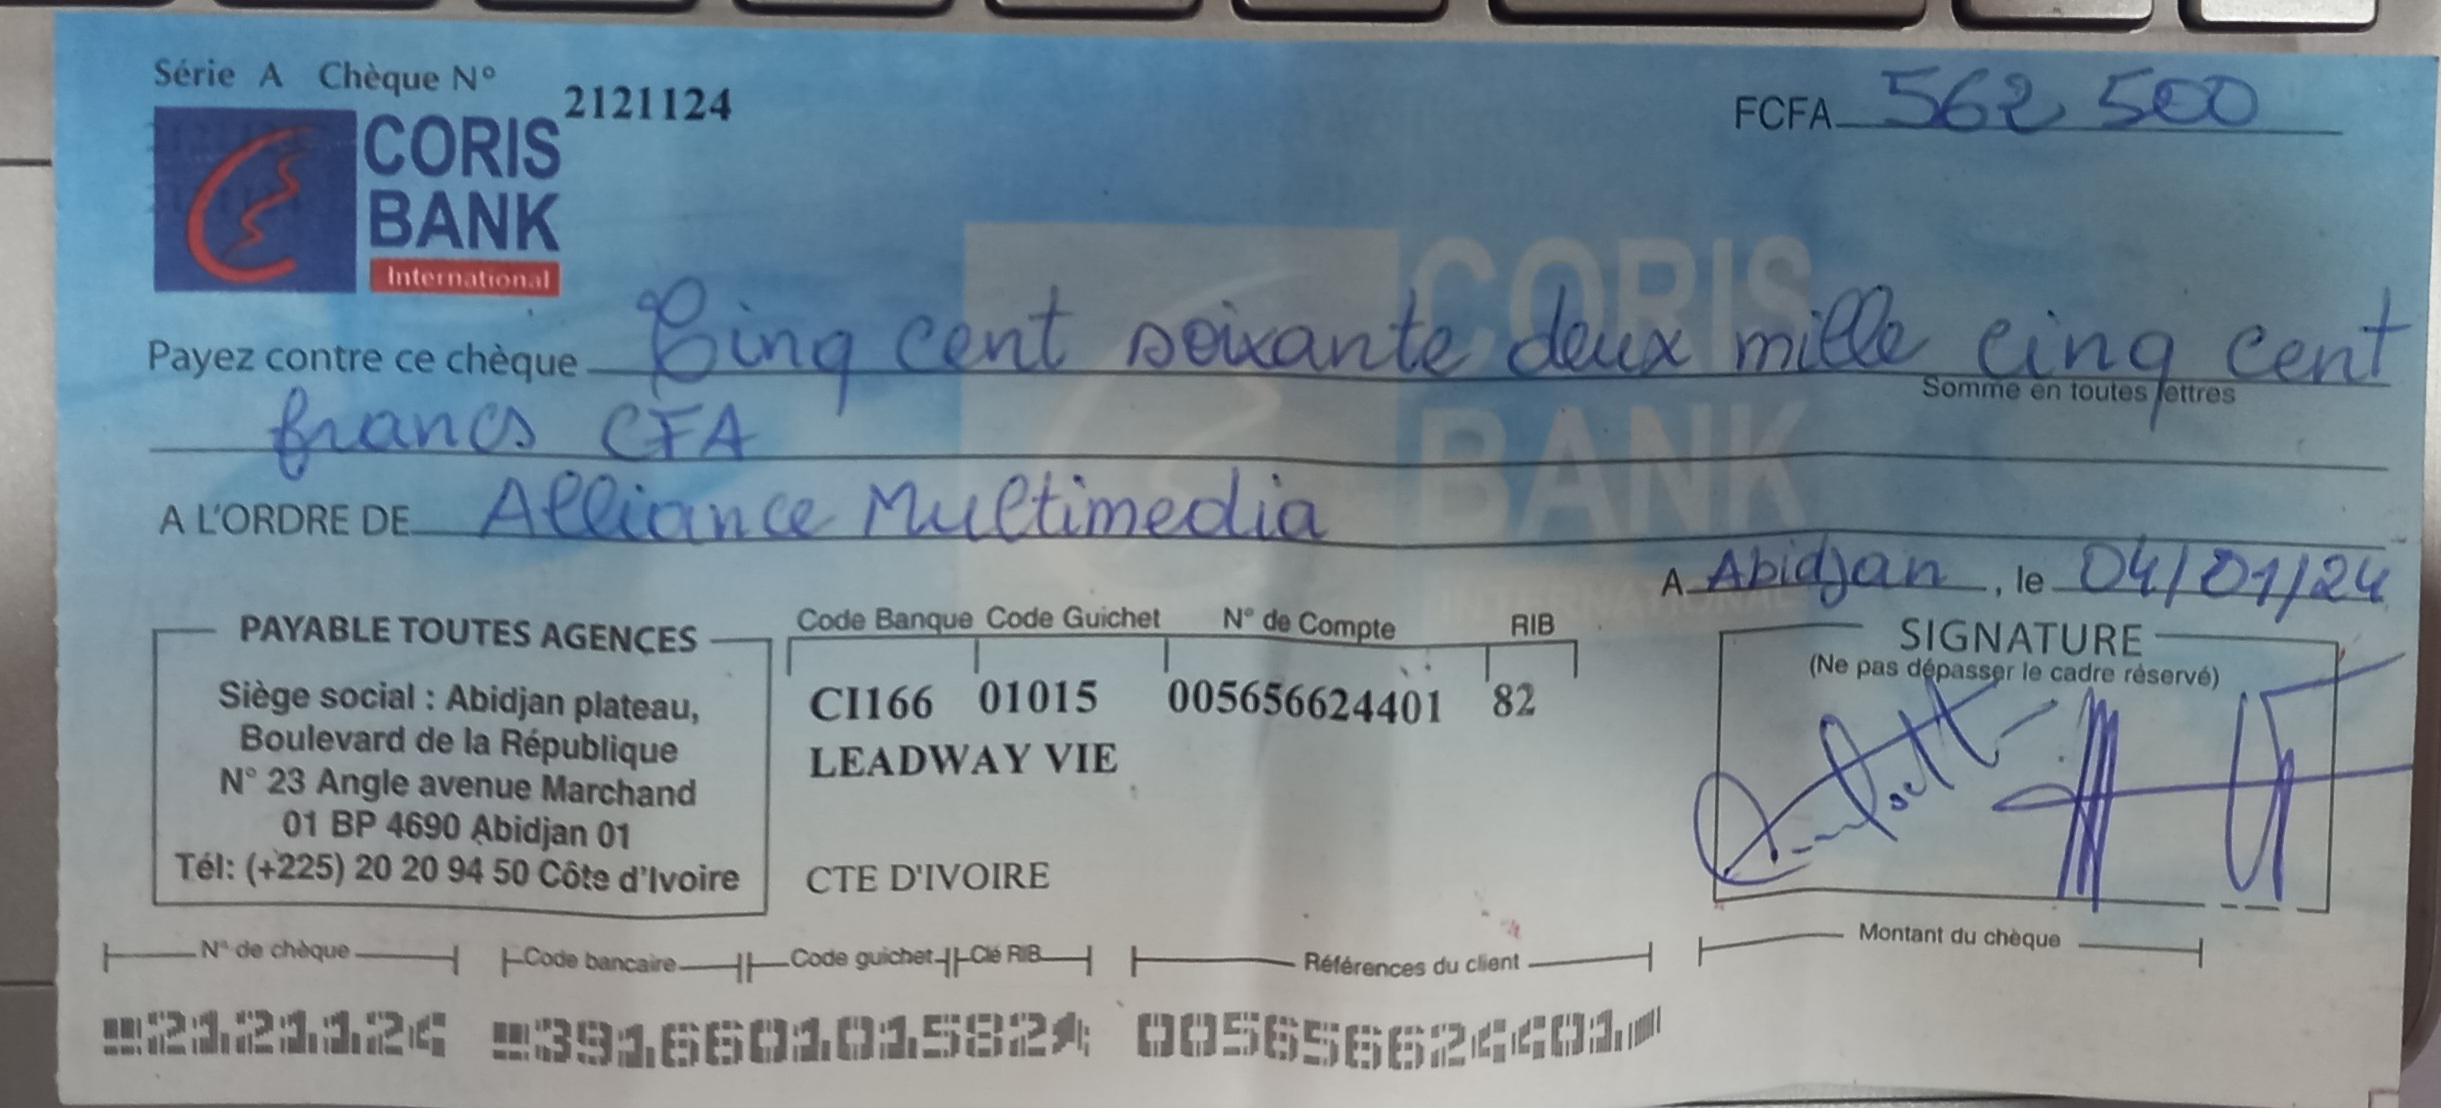 Série A Chèque N° 2121124
CORIS
BANK
International
FCFA 562 500
CORIS
BANK
INTERNATIONAL
Payez contre ce chèque Cinq cent soixante deux mille cinq cent
Somme en toutes lettres
francs CFA
A L'ORDRE DE Alliance Multimedia
A Abidjan, le 04/01/24
PAYABLE TOUTES AGENCES
Siège social : Abidjan plateau,
Boulevard de la République
N° 23 Angle avenue Marchand
01 BP 4690 Abidjan 01
Tél: (+225) 20 20 94 50 Côte d'Ivoire
Code Banque Code Guichet N° de Compte RIB
CI166 01015 005656624401 82
LEADWAY VIE
CTE D'IVOIRE
SIGNATURE
(Ne pas dépasser le cadre réservé)
N° de chèque Code bancaire Code guichet Clé RIB Références du client Montant du chèque
2121124 391660101582 005656624401